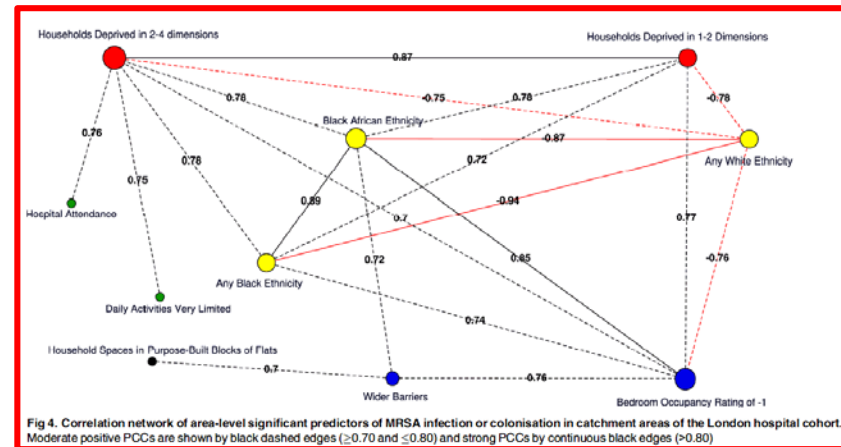 Households Deprived in 2-4 dimensions
Households Deprived in 1-2 Dimensions
0.87
0.78
-0.75
0.78
-0.78
Black African Ethnicity
0.76
-0.87
Any White Ethnicity
0.78
0.72
0.75
Hospital Attendance
0.89
-0.94
0.7
0.77
0.72
0.65
-0.76
Any Black Ethnicity
Daily Activities Very Limited
0.74
Household Spaces in Purpose-Built Blocks of Flats
0.7
0.76
Wider Barriers
Bedroom Occupancy Rating of -1
Fig 4. Correlation network of area-level significant predictors of MRSA infection or colonisation in catchment areas of the London hospital cohort.
Moderate positive PCCs are shown by black dashed edges (≥0.70 and ≤0.80) and strong PCCs by continuous black edges (>0.80)